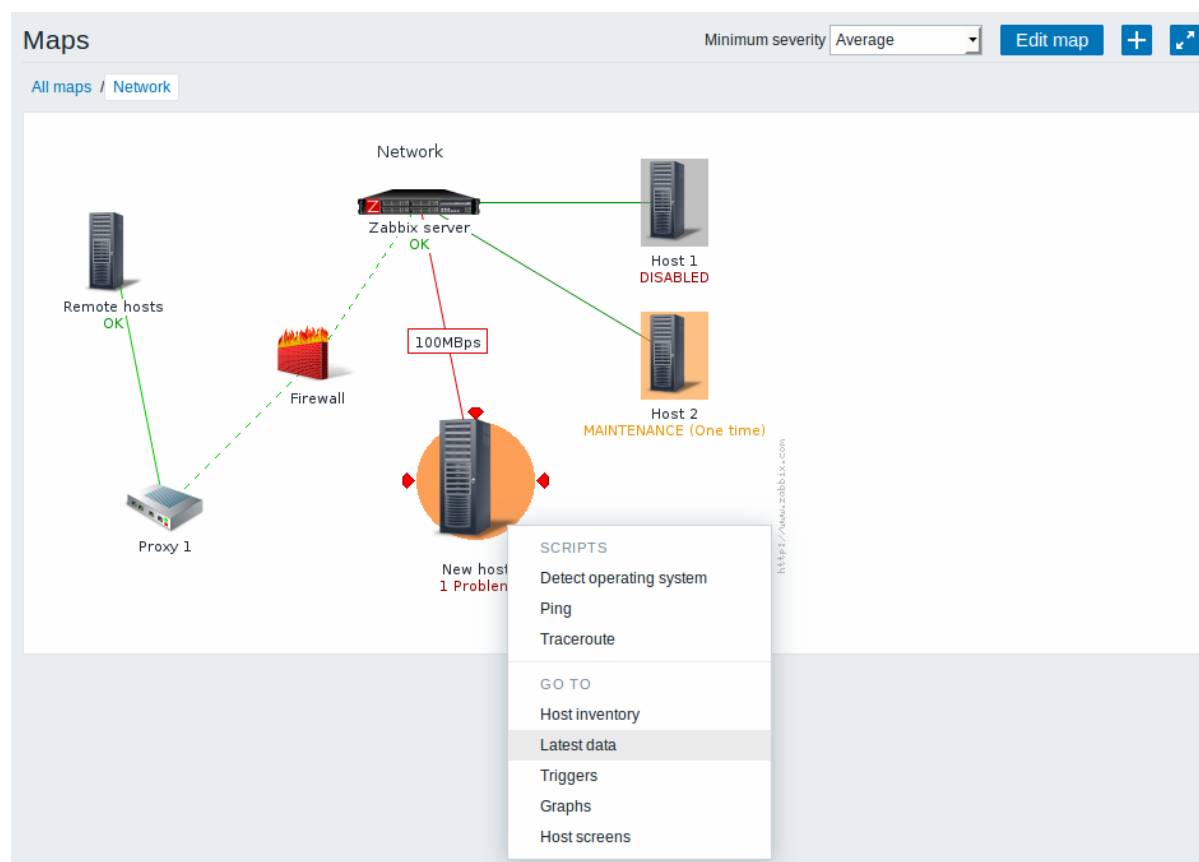 Maps
Minimum severity Average Edit map
All maps / Network
Network
Zabbix server
OK
Host 1
DISABLED
Remote hosts
OK
100MBps
Firewall
Host 2
MAINTENANCE (One time)
http://www.zabbix.com
Proxy 1
New host
1 Problem
SCRIPTS
Detect operating system
Ping
Traceroute
GO TO
Host inventory
Latest data
Triggers
Graphs
Host screens